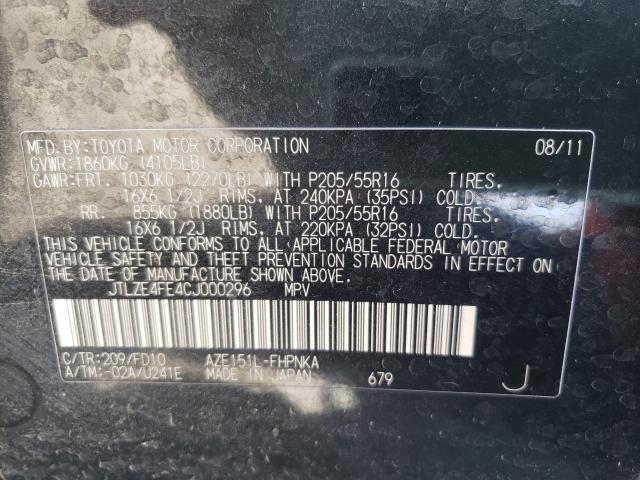 MFD.BY:TOYOTA MOTOR CORPORATION 08/11
GVWR:1860KG (4105LB)
GAWR:FRT. 1030KG (2270LB) WITH P205/55R16 TIRES.
16X6 1/2J RIMS. AT 240KPA (35PSI) COLD.
RR. 855KG (1880LB) WITH P205/55R16 TIRES.
16X6 1/2J RIMS. AT 220KPA (32PSI) COLD.
THIS VEHICLE CONFORMS TO ALL APPLICABLE FEDERAL MOTOR
VEHICLE SAFETY AND THEFT PREVENTION STANDARDS IN EFFECT ON
THE DATE OF MANUFACTURE SHOWN ABOVE.
JTLZE4FE4CJ000296 MPV
C/TR:209/FD10 AZE151L-FHPNKA
A/TM:-02A/U241E MADE IN JAPAN 679 J